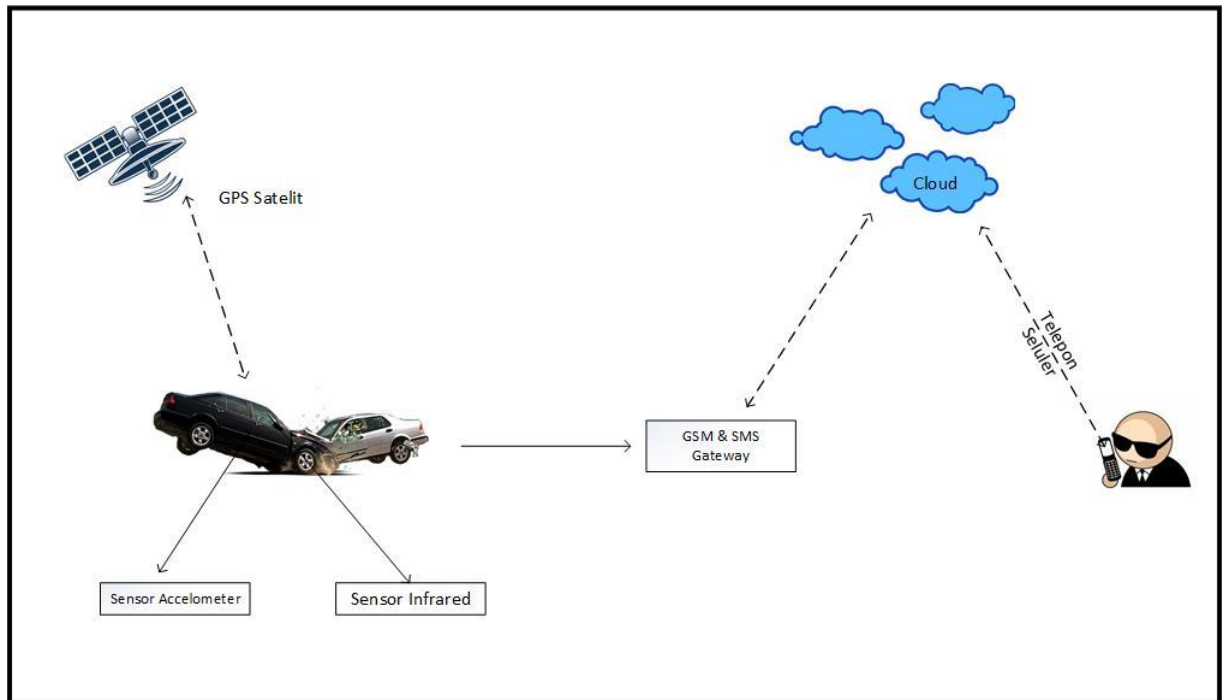 GPS Satelit
Cloud
Telepon
Seluler
GSM & SMS
Gateway
Sensor Accelometer
Sensor Infrared